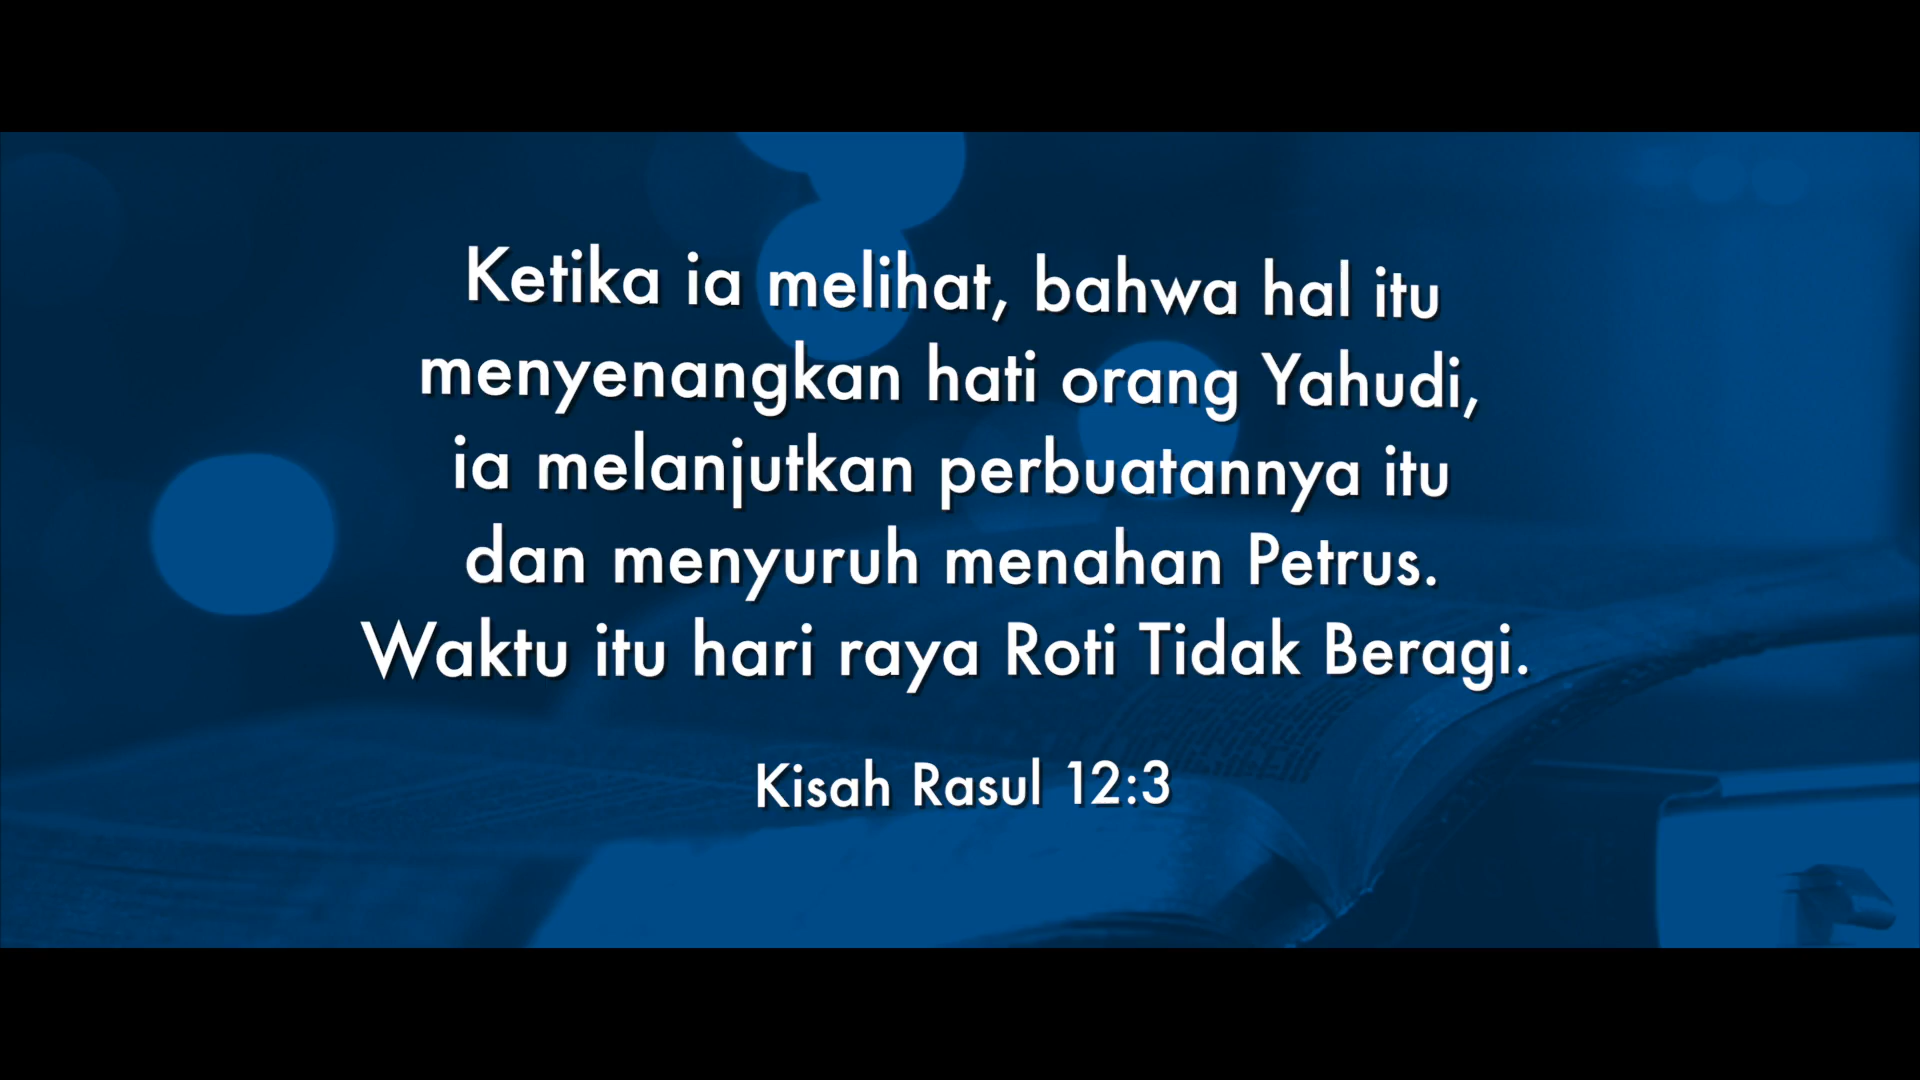 Ketika ia melihat, bahwa hal itu
menyenangkan hati orang Yahudi,
ia melanjutkan perbuatannya itu
dan menyuruh menahan Petrus.
Waktu itu hari raya Roti Tidak Beragi.
Kisah Rasul 12:3